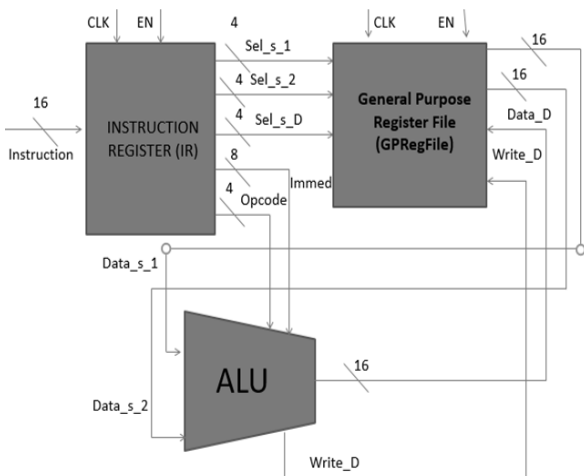 CLK EN
4
CLK EN
16
Sel_s_1
4 Sel_s_2
16
16
General Purpose
Register File
(GPRegFile)
Data_D
INSTRUCTION
REGISTER (IR)
4 Sel_s_D
Instruction
8
Write_D
Immed
4 Opcode
Data_s_1
ALU
16
Data_s_2
Write_D